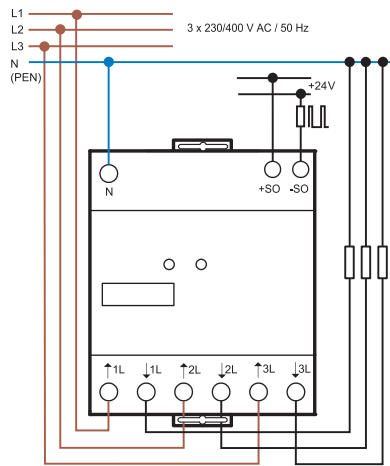 L1
L2 3 x 230/400 V AC / 50 Hz
L3
N
(PEN)
+24V
N +SO -SO
↑1L ↓1L ↑2L ↓2L ↑3L ↓3L